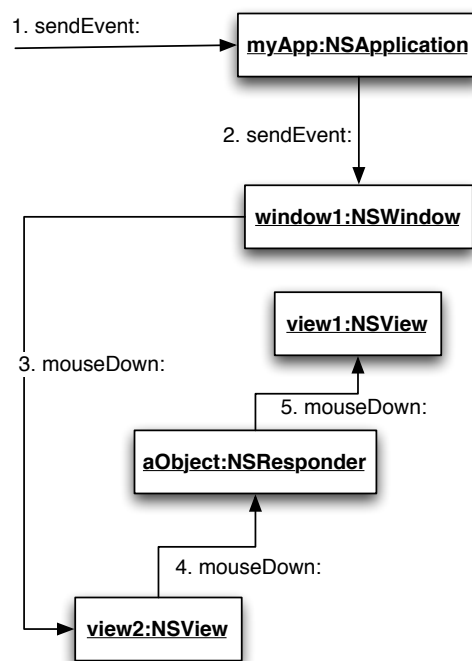 1. sendEvent:
myApp:NSApplication
2. sendEvent:
window1:NSWindow
view1:NSView
3. mouseDown:
5. mouseDown:
aObject:NSResponder
4. mouseDown:
view2:NSView